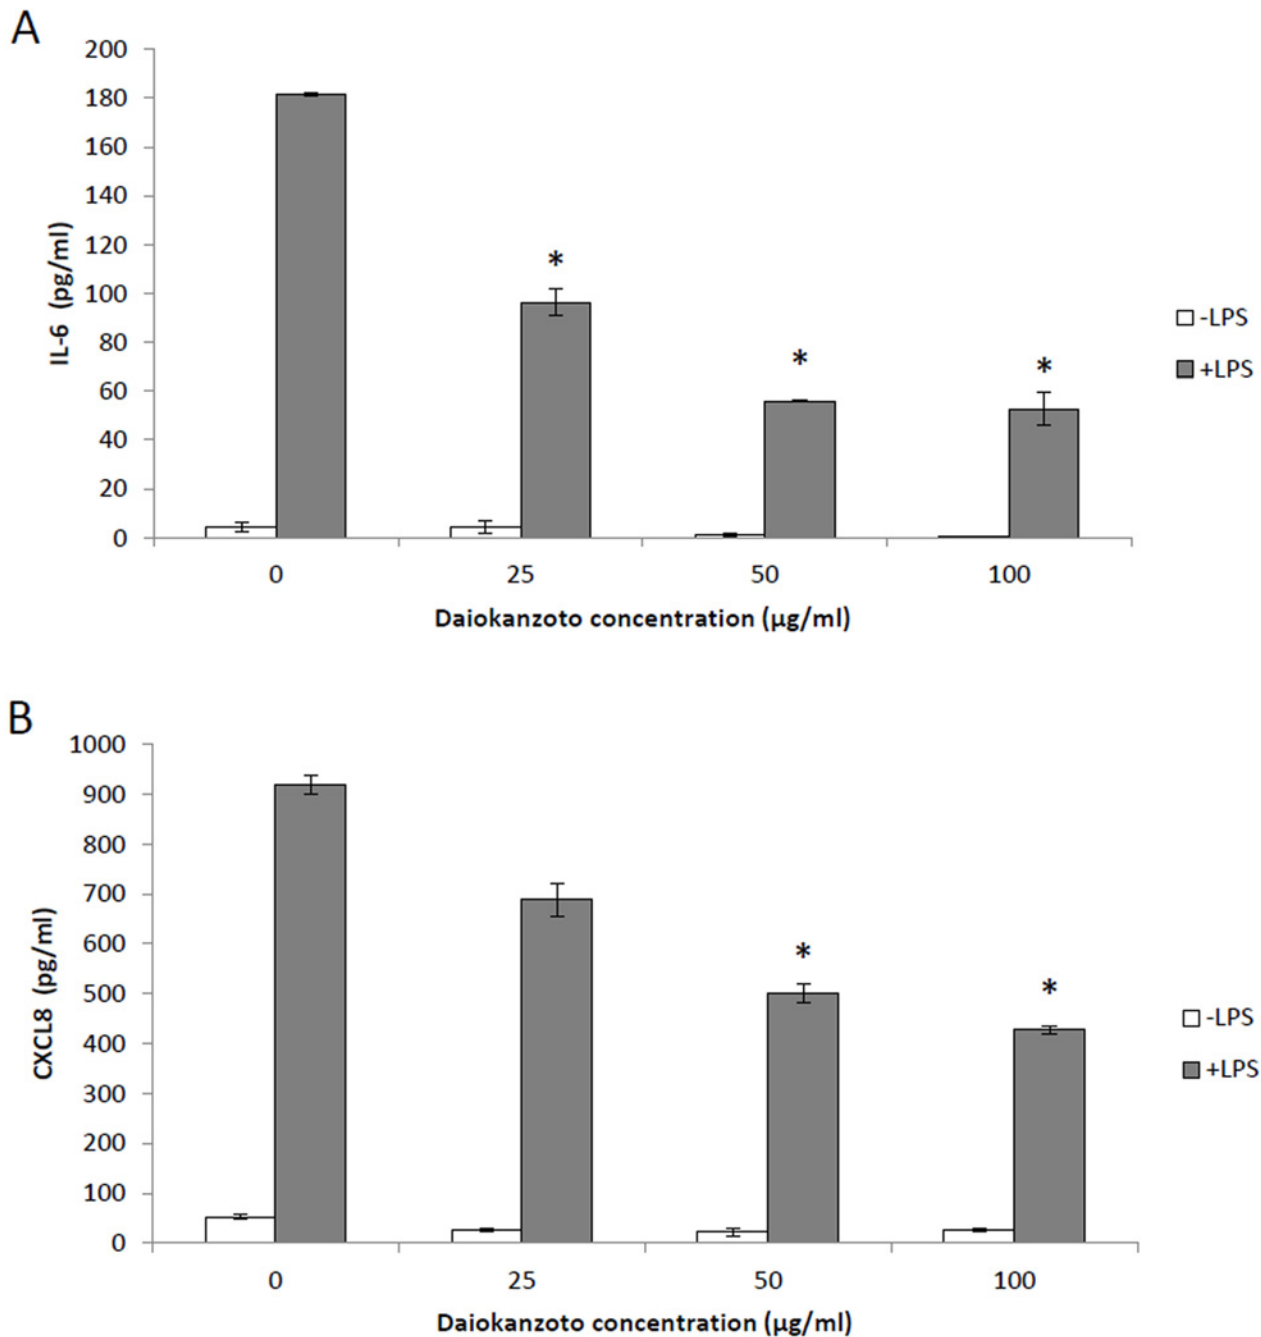 A
200
180
160
140
120
100
80
60
40
20
0
IL-6 (pg/ml)
*
*
*
-LPS
+LPS
0 25 50 100
Daiokanzoto concentration (µg/ml)
B
1000
900
800
700
600
500
400
300
200
100
0
CXCL8 (pg/ml)
*
*
-LPS
+LPS
0 25 50 100
Daiokanzoto concentration (µg/ml)